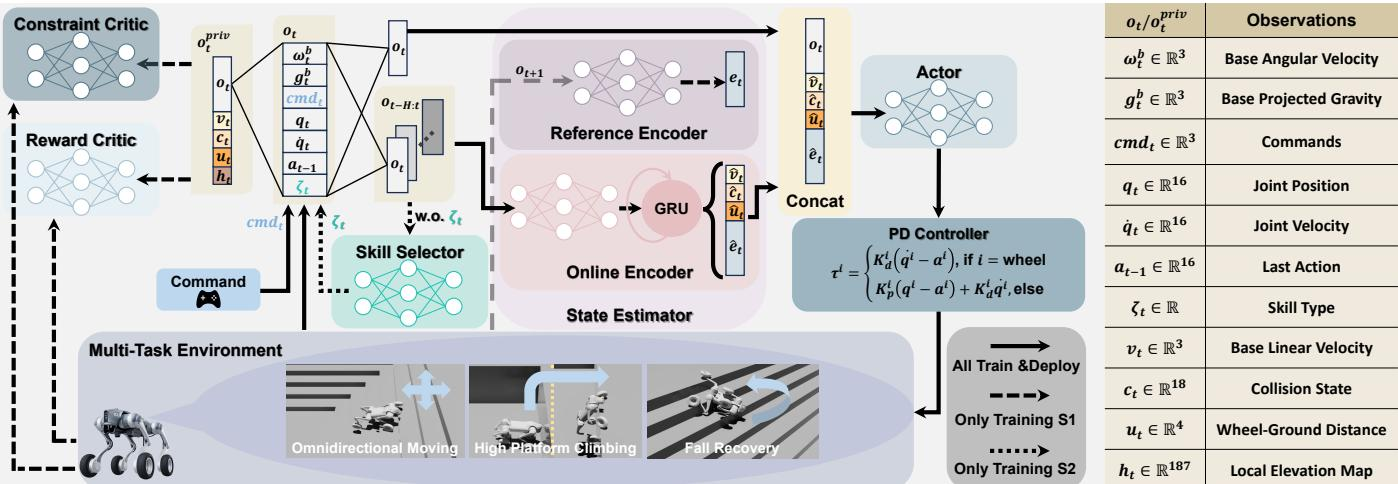 Constraint Critic
Reward Critic
o_t^{priv}
o_t
v_t
c_t
u_t
h_t
o_t
ω_t^b
g_t^b
cmd_t
q_t
q̇_t
a_{t−1}
ζ_t
o_t
o_{t−H:t}
o_t
cmd_t
ζ_t
w.o. ζ_t
Skill Selector
Command
o_{t+1}
e_t
Reference Encoder
GRU
v̂_t
ĉ_t
û_t
ê_t
Online Encoder
State Estimator
o_t
v̂_t
ĉ_t
û_t
ê_t
Concat
Actor
PD Controller
τ^i = { K_d^i(q̇^i − a^i), if i = wheel
K_p^i(q^i − a^i) + K_d^i q̇^i, else
Multi-Task Environment
Omnidirectional Moving
High Platform Climbing
Fall Recovery
All Train &Deploy
Only Training S1
Only Training S2
o_t/o_t^{priv} Observations
ω_t^b ∈ ℝ^3 Base Angular Velocity
g_t^b ∈ ℝ^3 Base Projected Gravity
cmd_t ∈ ℝ^3 Commands
q_t ∈ ℝ^{16} Joint Position
q̇_t ∈ ℝ^{16} Joint Velocity
a_{t−1} ∈ ℝ^{16} Last Action
ζ_t ∈ ℝ Skill Type
v_t ∈ ℝ^3 Base Linear Velocity
c_t ∈ ℝ^{18} Collision State
u_t ∈ ℝ^4 Wheel-Ground Distance
h_t ∈ ℝ^{187} Local Elevation Map